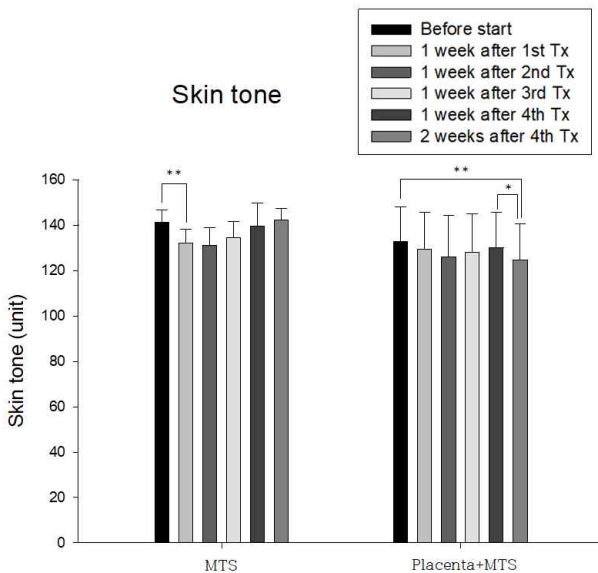 Before start
1 week after 1st Tx
1 week after 2nd Tx
1 week after 3rd Tx
1 week after 4th Tx
2 weeks after 4th Tx
Skin tone
160
140
120
100
80
60
40
20
0
Skin tone (unit)
**
**
*
MTS
Placenta+MTS